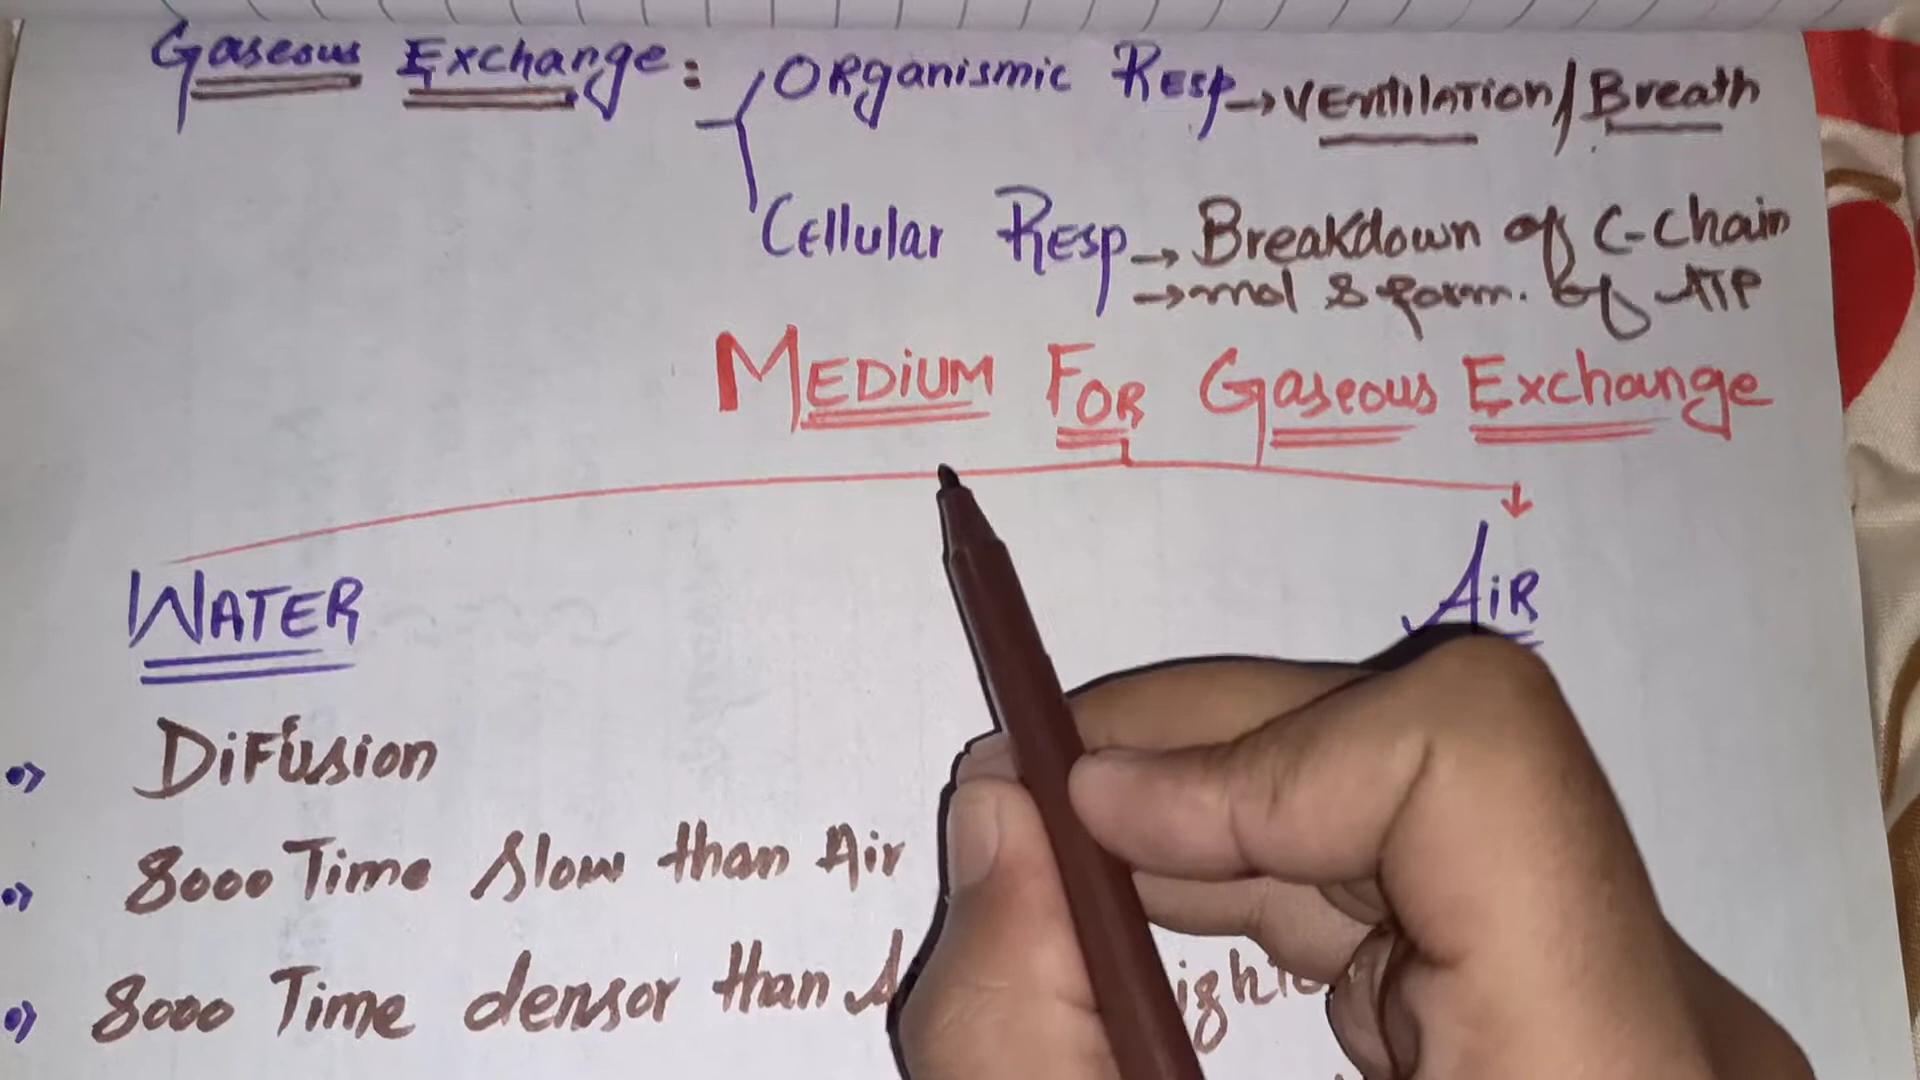 Gaseous Exchange: Organismic Resp → Ventilation / Breath
Cellular Resp → Breakdown of C-Chain
→ mol & form. of ATP
MEDIUM FOR Gaseous Exchange
WATER
AiR
DiFusion
8000 Time slow than Air
8000 Time densor than